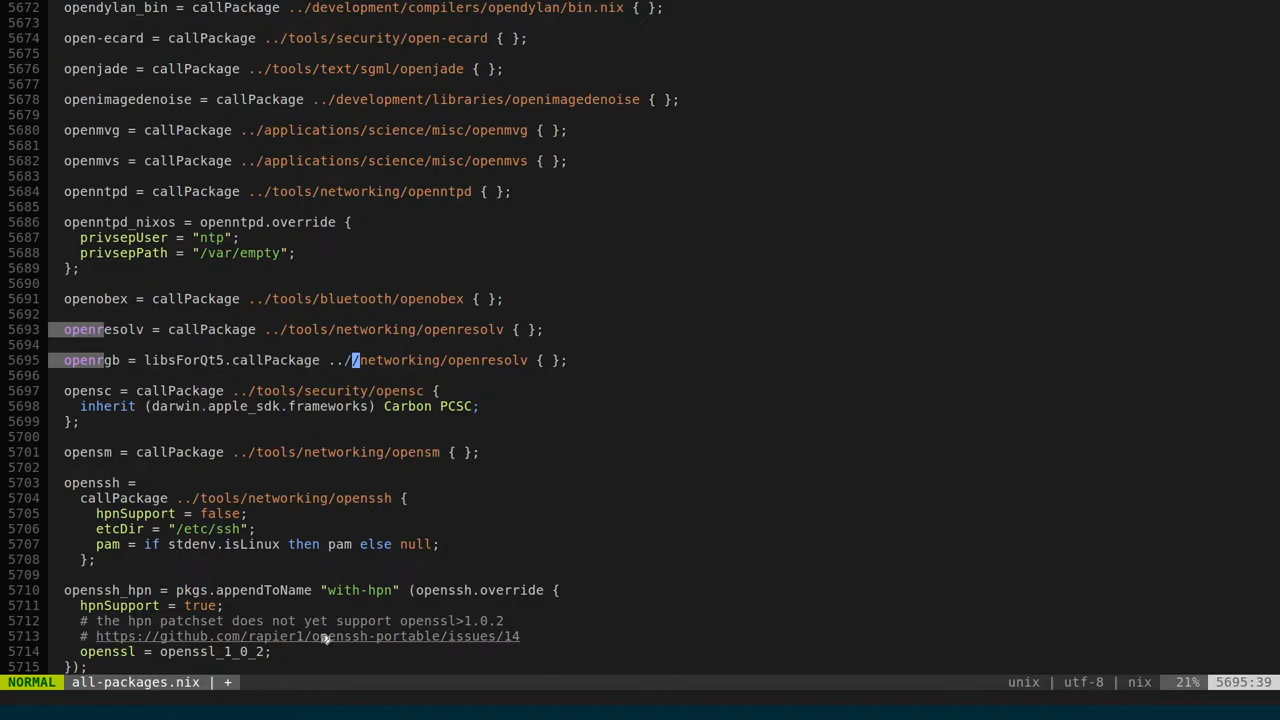 5672   opendylan_bin = callPackage ../development/compilers/opendylan/bin.nix { };
5673
5674   open-ecard = callPackage ../tools/security/open-ecard { };
5675
5676   openjade = callPackage ../tools/text/sgml/openjade { };
5677
5678   openimagedenoise = callPackage ../development/libraries/openimagedenoise { };
5679
5680   openmvg = callPackage ../applications/science/misc/openmvg { };
5681
5682   openmvs = callPackage ../applications/science/misc/openmvs { };
5683
5684   openntpd = callPackage ../tools/networking/openntpd { };
5685
5686   openntpd_nixos = openntpd.override {
5687     privsepUser = "ntp";
5688     privsepPath = "/var/empty";
5689   };
5690
5691   openobex = callPackage ../tools/bluetooth/openobex { };
5692
5693   openresolv = callPackage ../tools/networking/openresolv { };
5694
5695   openrgb = libsForQt5.callPackage ..//networking/openresolv { };
5696
5697   opensc = callPackage ../tools/security/opensc {
5698     inherit (darwin.apple_sdk.frameworks) Carbon PCSC;
5699   };
5700
5701   opensm = callPackage ../tools/networking/opensm { };
5702
5703   openssh =
5704     callPackage ../tools/networking/openssh {
5705       hpnSupport = false;
5706       etcDir = "/etc/ssh";
5707       pam = if stdenv.isLinux then pam else null;
5708     };
5709
5710   openssh_hpn = pkgs.appendToName "with-hpn" (openssh.override {
5711     hpnSupport = true;
5712     # the hpn patchset does not yet support openssl>1.0.2
5713     # https://github.com/rapier1/openssh-portable/issues/14
5714     openssl = openssl_1_0_2;
5715   });
NORMAL all-packages.nix | + unix | utf-8 | nix 21% 5695:39